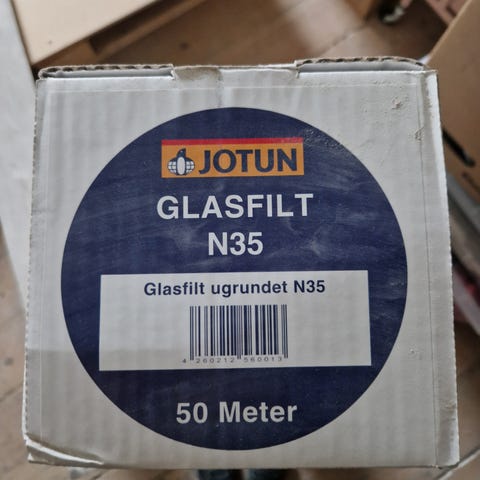 JOTUN
GLASFILT
N35
Glasfilt ugrundet N35
4 260212 560013
50 Meter